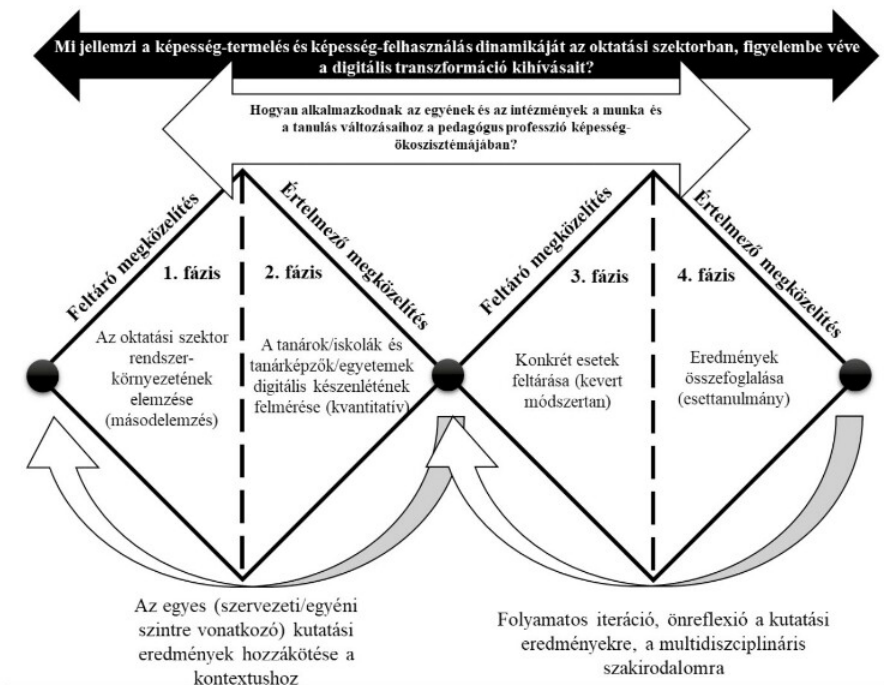 Mi jellemzi a képesség-termelés és képesség-felhasználás dinamikáját az oktatási szektorban, figyelembe véve
a digitális transzformáció kihívásait?
Hogyan alkalmazkodnak az egyének és az intézmények a munka és
a tanulás változásaihoz a pedagógus professzió képesség-
ökoszisztémájában?
Feltáró megközelítés
1. fázis
Az oktatási szektor
rendszer-
környezetének
elemzése
(másodelemzés)
Értelmező megközelítés
2. fázis
A tanárok/iskolák és
tanárképzők/egyetemek
digitális készenlétének
felmérése (kvantitatív)
Feltáró megközelítés
3. fázis
Konkrét esetek
feltárása (kevert
módszertan)
Értelmező megközelítés
4. fázis
Eredmények
összefoglalása
(esettanulmány)
Az egyes (szervezeti/egyéni
szintre vonatkozó) kutatási
eredmények hozzákötése a
kontextushoz
Folyamatos iteráció, önreflexió a kutatási
eredményekre, a multidiszciplináris
szakirodalomra